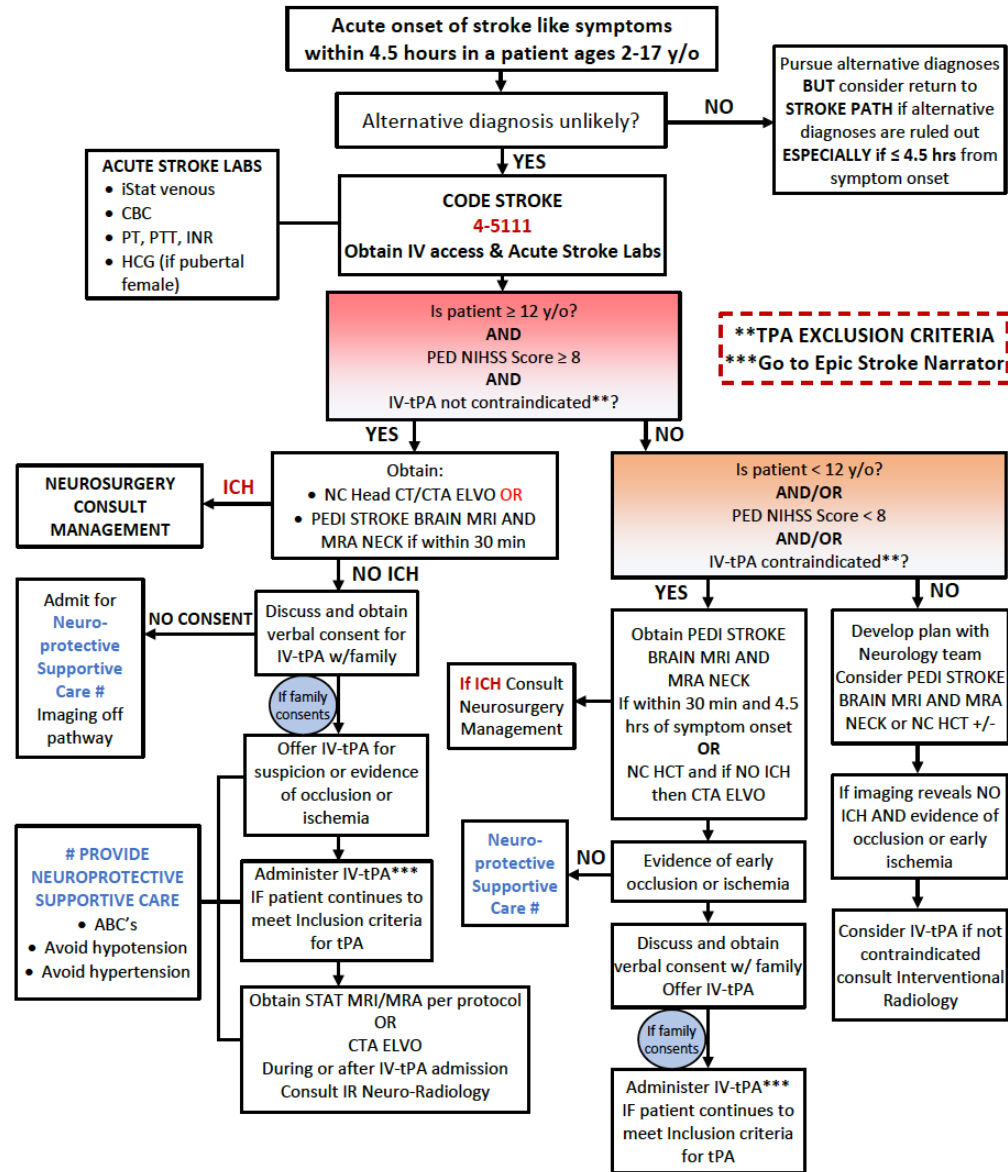 Acute onset of stroke like symptoms
within 4.5 hours in a patient ages 2-17 y/o
Alternative diagnosis unlikely?
NO
Pursue alternative diagnoses
BUT consider return to
STROKE PATH if alternative
diagnoses are ruled out
ESPECIALLY if ≤ 4.5 hrs from
symptom onset
YES
ACUTE STROKE LABS
• iStat venous
• CBC
• PT, PTT, INR
• HCG (if pubertal
female)
CODE STROKE
4-5111
Obtain IV access & Acute Stroke Labs
Is patient ≥ 12 y/o?
AND
PED NIHSS Score ≥ 8
AND
IV-tPA not contraindicated**?
**TPA EXCLUSION CRITERIA
***Go to Epic Stroke Narrator
YES
NO
NEUROSURGERY
CONSULT
MANAGEMENT
ICH
Obtain:
• NC Head CT/CTA ELVO OR
• PEDI STROKE BRAIN MRI AND
MRA NECK if within 30 min
Is patient < 12 y/o?
AND/OR
PED NIHSS Score < 8
AND/OR
IV-tPA contraindicated**?
NO ICH
YES
NO
Admit for
Neuro-
protective
Supportive
Care #
Imaging off
pathway
NO CONSENT
Discuss and obtain
verbal consent for
IV-tPA w/family
If family
consents
Offer IV-tPA for
suspicion or evidence
of occlusion or
ischemia
# PROVIDE
NEUROPROTECTIVE
SUPPORTIVE CARE
• ABC's
• Avoid hypotension
• Avoid hypertension
Administer IV-tPA***
IF patient continues to
meet Inclusion criteria
for tPA
Obtain STAT MRI/MRA per protocol
OR
CTA ELVO
During or after IV-tPA admission
Consult IR Neuro-Radiology
If ICH Consult
Neurosurgery
Management
Obtain PEDI STROKE
BRAIN MRI AND
MRA NECK
If within 30 min and 4.5
hrs of symptom onset
OR
NC HCT and if NO ICH
then CTA ELVO
Neuro-
protective
Supportive
Care #
NO
Evidence of early
occlusion or ischemia
Discuss and obtain
verbal consent w/ family
Offer IV-tPA
If family
consents
Administer IV-tPA***
IF patient continues to
meet Inclusion criteria
for tPA
Develop plan with
Neurology team
Consider PEDI STROKE
BRAIN MRI AND MRA
NECK or NC HCT +/-
If imaging reveals NO
ICH AND evidence of
occlusion or early
ischemia
Consider IV-tPA if not
contraindicated
consult Interventional
Radiology